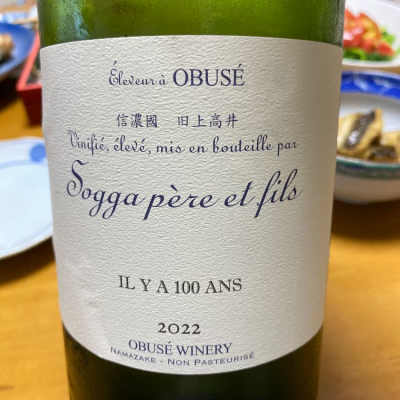 Éleveur à OBUSÉ
信濃國 旧上高井
Vinifié, élevé, mis en bouteille par
Sogga père et fils
IL Y A 100 ANS
2022
OBUSÉ WINERY
NAMAZAKE - NON PASTEURISÉ